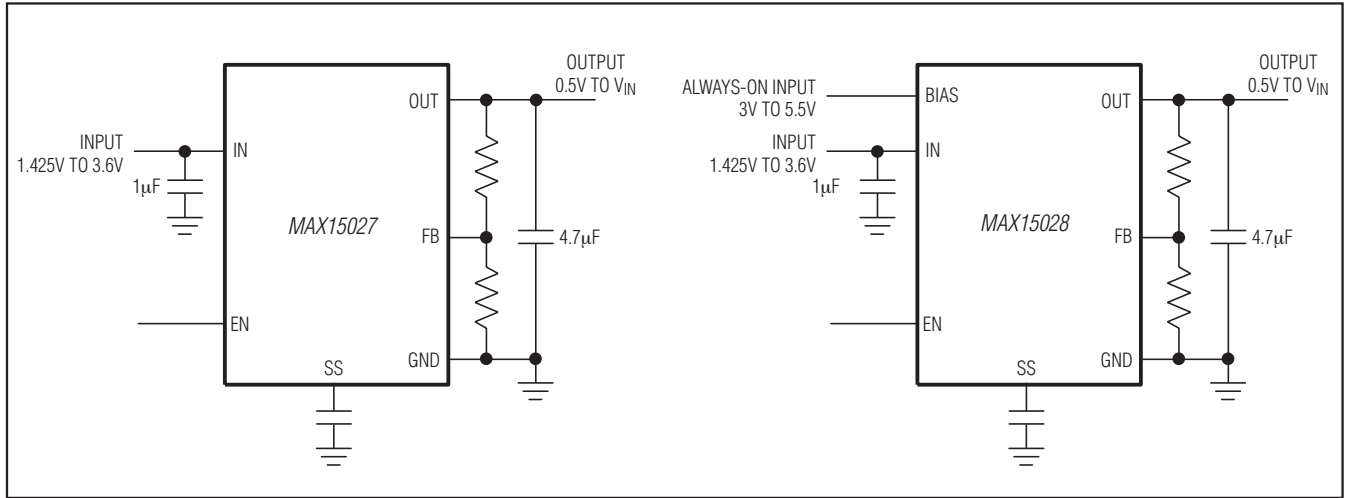 OUTPUT
0.5V TO VIN
OUT
INPUT
1.425V TO 3.6V
IN
1μF
MAX15027
FB
4.7μF
EN
GND
SS
OUTPUT
0.5V TO VIN
ALWAYS-ON INPUT
3V TO 5.5V
BIAS
OUT
INPUT
1.425V TO 3.6V
IN
1μF
MAX15028
FB
4.7μF
EN
GND
SS